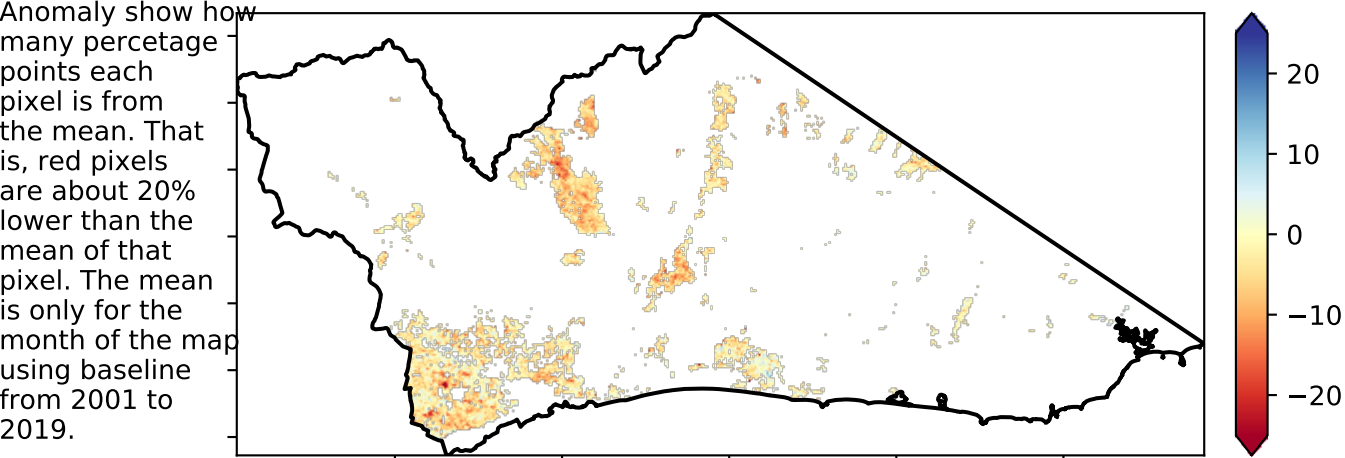 Anomaly show how
many percetage
points each
pixel is from
the mean. That
is, red pixels
are about 20%
lower than the
mean of that
pixel. The mean
is only for the
month of the map
using baseline
from 2001 to
2019.
20
10
0
−10
−20